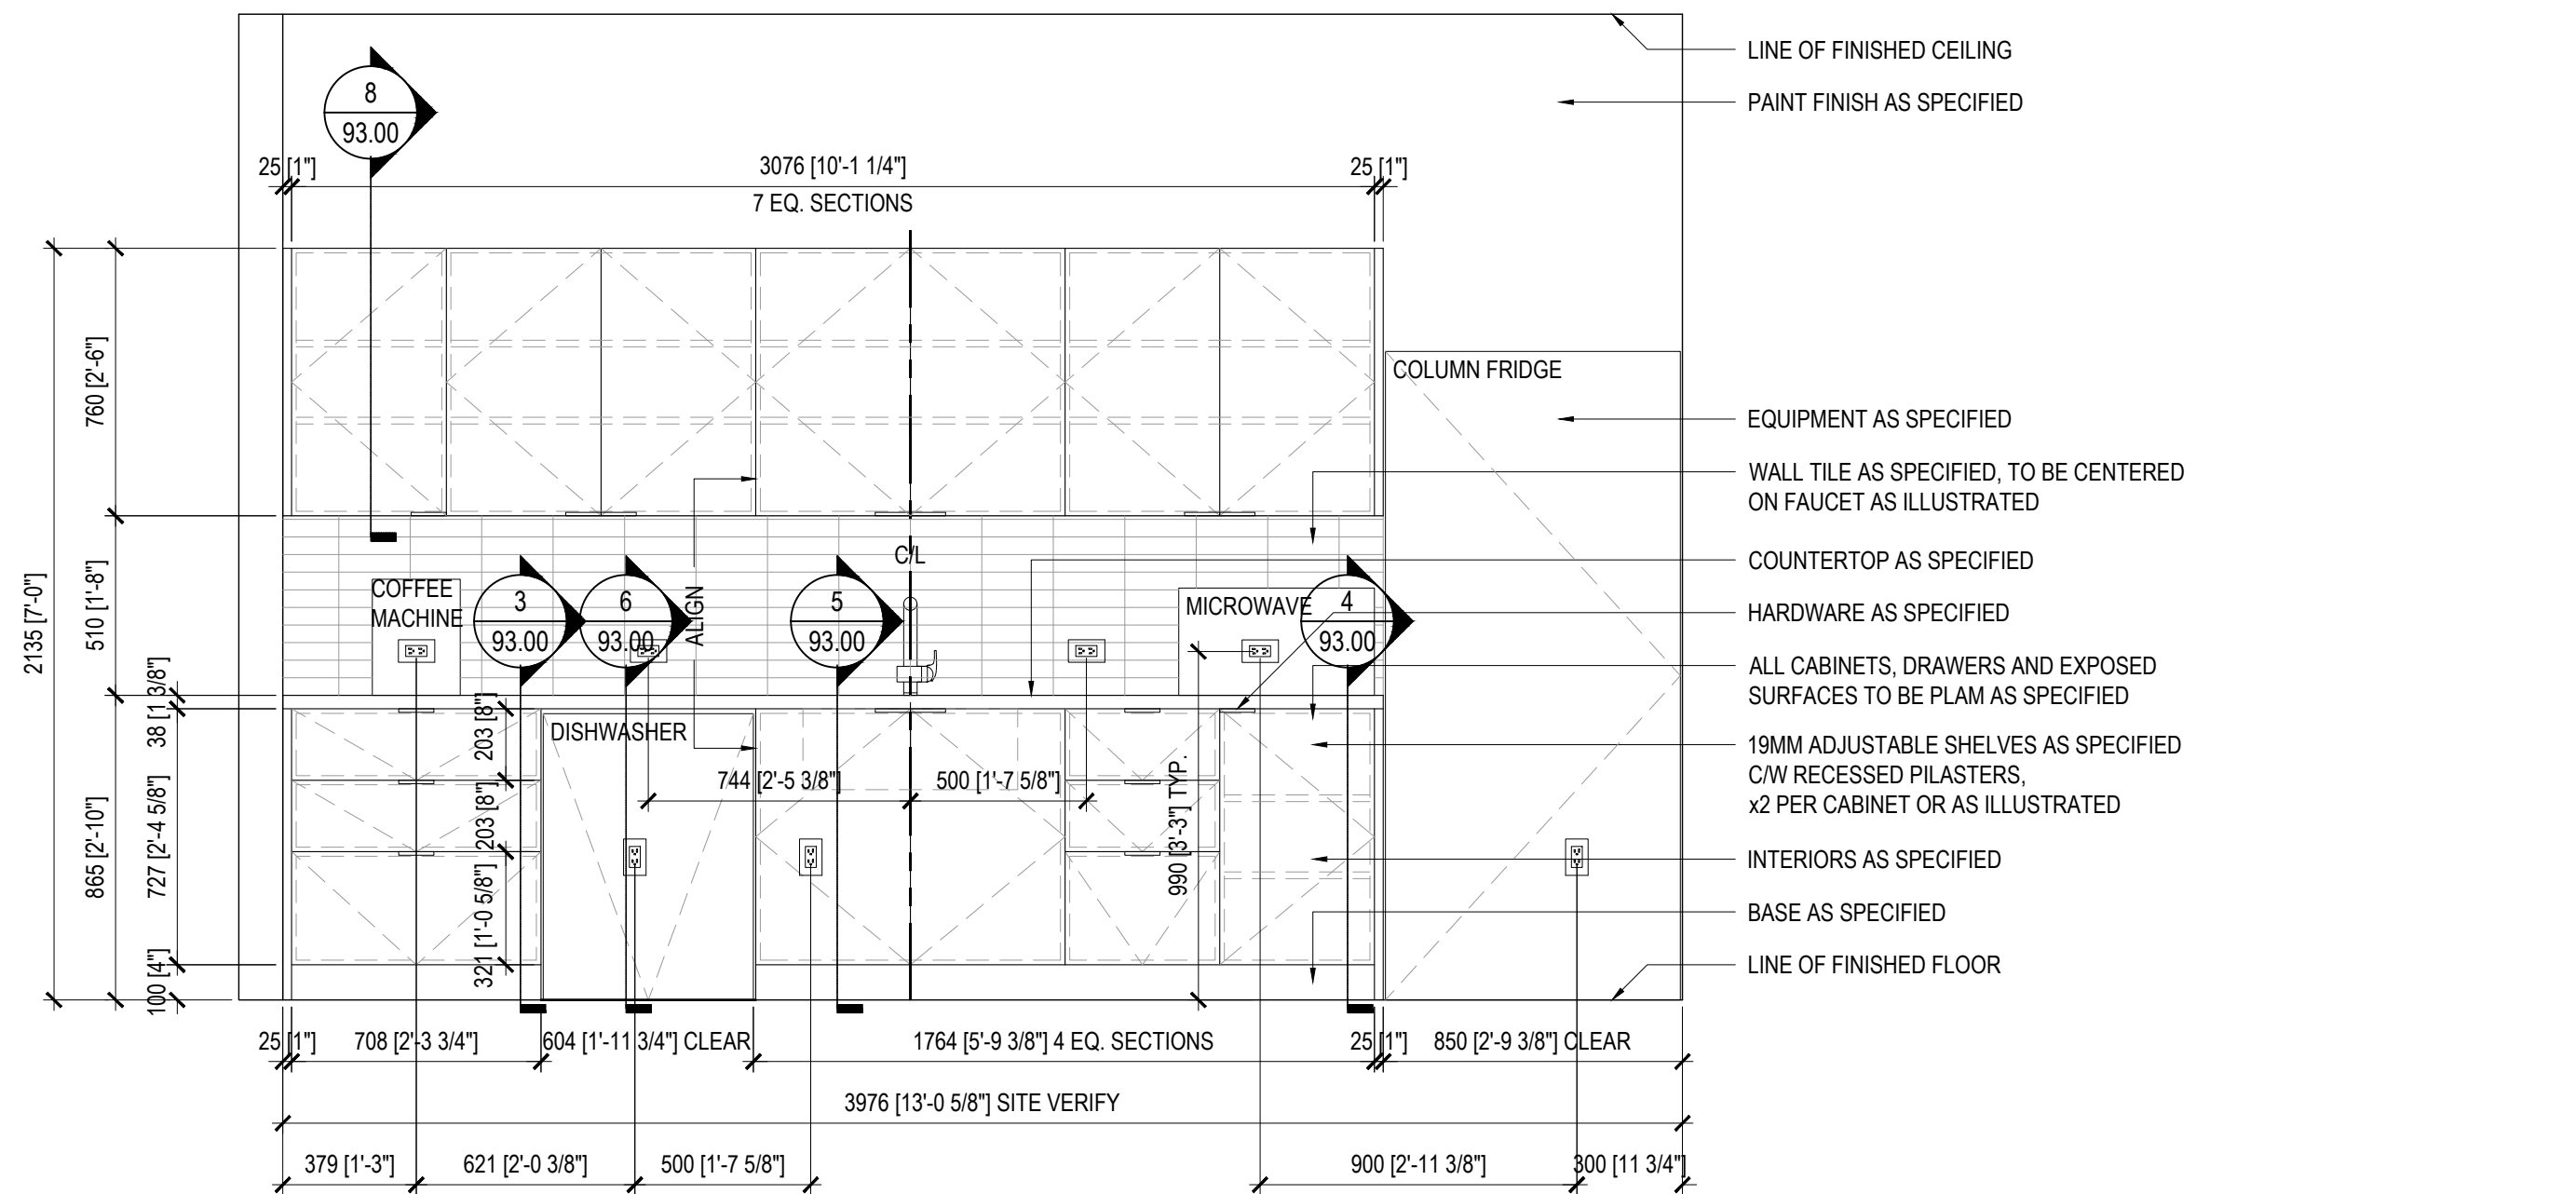 LINE OF FINISHED CEILING
8
93.00
PAINT FINISH AS SPECIFIED
25 [1"]
3076 [10'-1 1/4"]
25 [1"]
7 EQ. SECTIONS
760 [2'-6"]
COLUMN FRIDGE
EQUIPMENT AS SPECIFIED
WALL TILE AS SPECIFIED, TO BE CENTERED
ON FAUCET AS ILLUSTRATED
2135 [7'-0"]
510 [1'-8"]
C/L
COUNTERTOP AS SPECIFIED
COFFEE
MACHINE
3
93.00
6
93.00
ALIGN
5
93.00
MICROWAVE
4
93.00
HARDWARE AS SPECIFIED
ALL CABINETS, DRAWERS AND EXPOSED
SURFACES TO BE PLAM AS SPECIFIED
38 [1 3/8"]
203 [8"]
DISHWASHER
19MM ADJUSTABLE SHELVES AS SPECIFIED
C/W RECESSED PILASTERS,
x2 PER CABINET OR AS ILLUSTRATED
744 [2'-5 3/8"]
500 [1'-7 5/8"]
865 [2'-10"]
727 [2'-4 5/8"]
203 [8"]
990 [3'-3"] TYP.
INTERIORS AS SPECIFIED
321 [1'-0 5/8"]
BASE AS SPECIFIED
100 [4"]
LINE OF FINISHED FLOOR
25 [1"]
708 [2'-3 3/4"]
604 [1'-11 3/4"] CLEAR
1764 [5'-9 3/8"] 4 EQ. SECTIONS
25 [1"]
850 [2'-9 3/8"] CLEAR
3976 [13'-0 5/8"] SITE VERIFY
379 [1'-3"]
621 [2'-0 3/8"]
500 [1'-7 5/8"]
900 [2'-11 3/8"]
300 [11 3/4"]